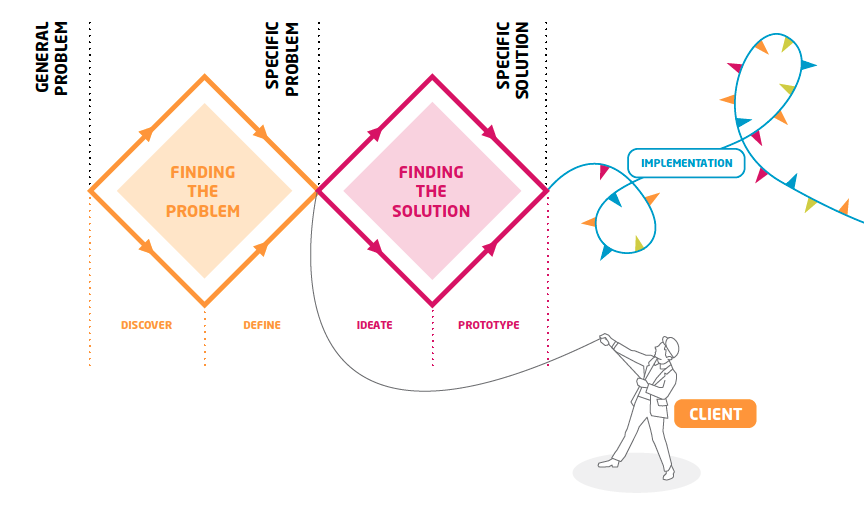 GENERAL
PROBLEM
SPECIFIC
PROBLEM
SPECIFIC
SOLUTION
FINDING
THE
PROBLEM
FINDING
THE
SOLUTION
IMPLEMENTATION
DISCOVER
DEFINE
IDEATE
PROTOTYPE
CLIENT